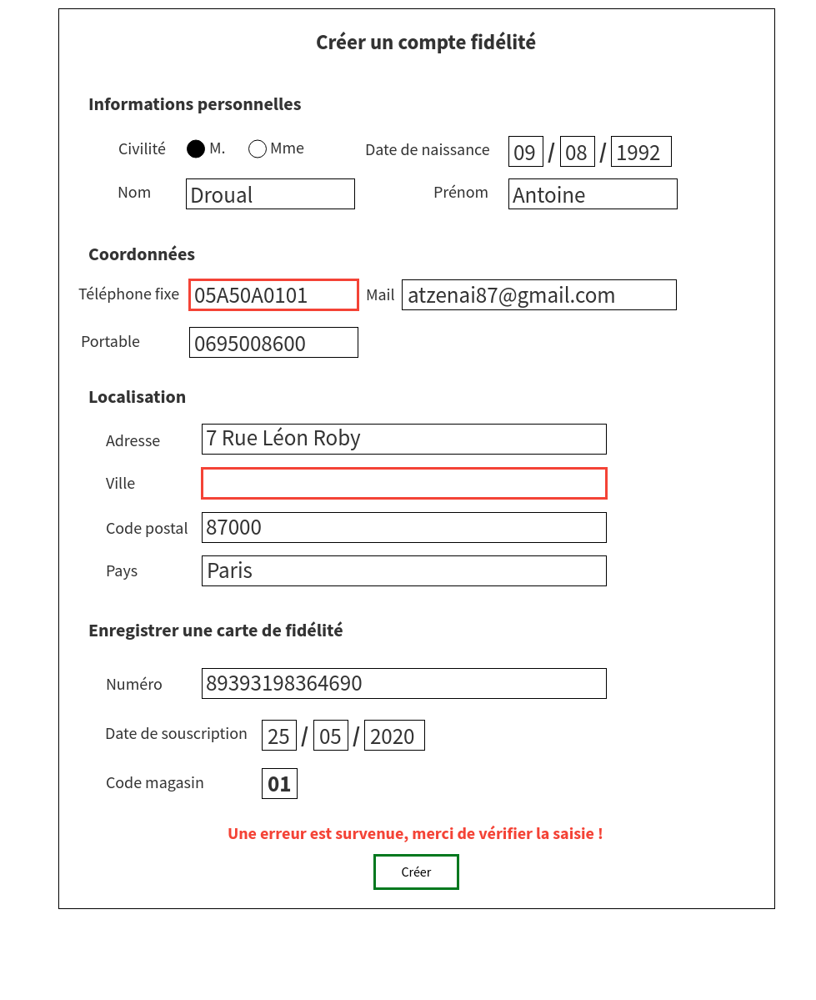 Créer un compte fidélité
Informations personnelles
Civilité M. Mme Date de naissance 09 / 08 / 1992
Nom Droual Prénom Antoine
Coordonnées
Téléphone fixe 05A50A0101 Mail atzenai87@gmail.com
Portable 0695008600
Localisation
Adresse 7 Rue Léon Roby
Ville
Code postal 87000
Pays Paris
Enregistrer une carte de fidélité
Numéro 89393198364690
Date de souscription 25 / 05 / 2020
Code magasin 01
Une erreur est survenue, merci de vérifier la saisie !
Créer